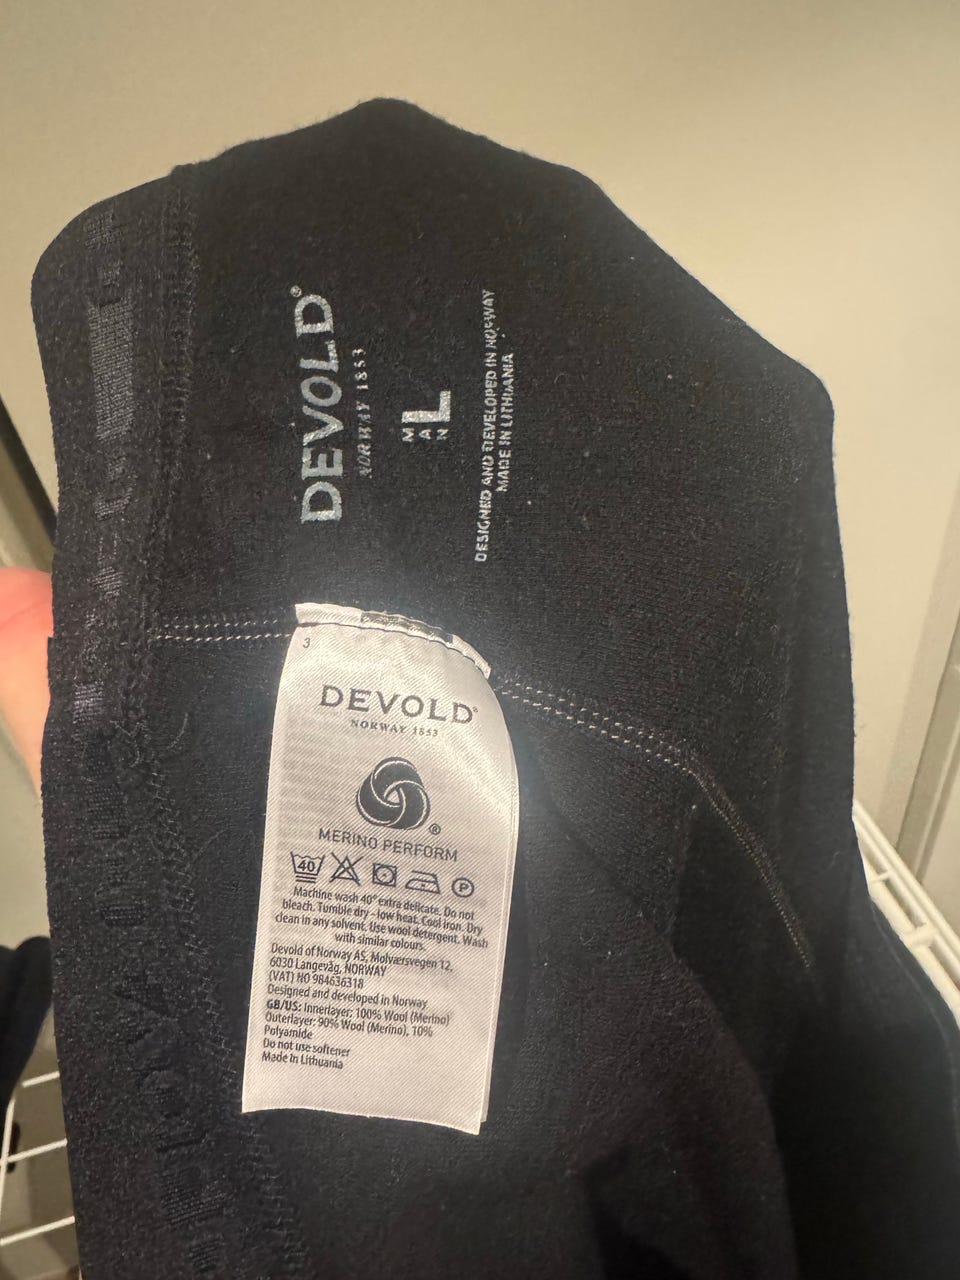 DEVOLD®
NORWAY 1853
MAN
L
DESIGNED AND DEVELOPED IN NORWAY
MADE IN LITHUANIA
3
DEVOLD®
NORWAY 1853
®
MERINO PERFORM
40
P
Machine wash 40° extra delicate. Do not
bleach. Tumble dry - low heat. Cool iron. Dry
clean in any solvent. Use wool detergent. Wash
with similar colours.
Devold of Norway AS, Molværsvegen 12,
6030 Langevåg, NORWAY
(VAT) NO 984636318
Designed and developed in Norway
GB/US: Innerlayer: 100% Wool (Merino)
Outerlayer: 90% Wool (Merino), 10%
Polyamide
Do not use softener
Made in Lithuania